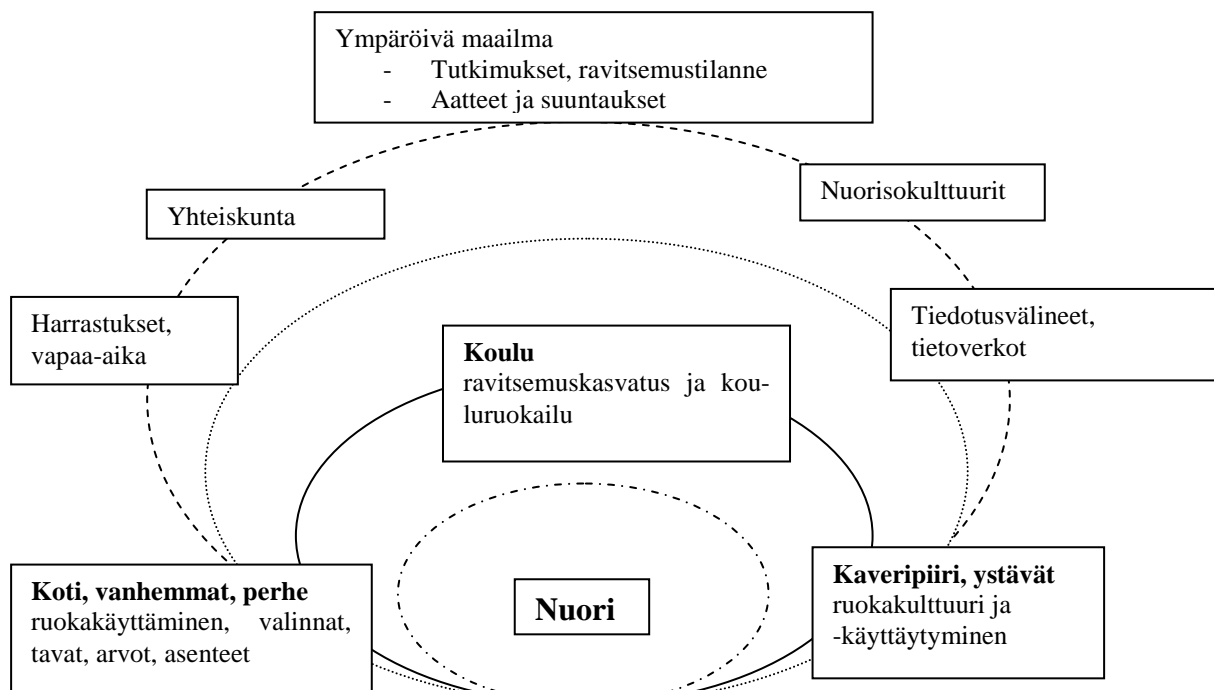 Ympäröivä maailma
- Tutkimukset, ravitsemustilanne
- Aatteet ja suuntaukset
Yhteiskunta
Nuorisokulttuurit
Harrastukset,
vapaa-aika
Tiedotusvälineet,
tietoverkot
Koulu
ravitsemuskasvatus ja kou-
luruokailu
Koti, vanhemmat, perhe
ruokakäyttäminen, valinnat,
tavat, arvot, asenteet
Nuori
Kaveripiiri, ystävät
ruokakulttuuri ja
-käyttäytyminen